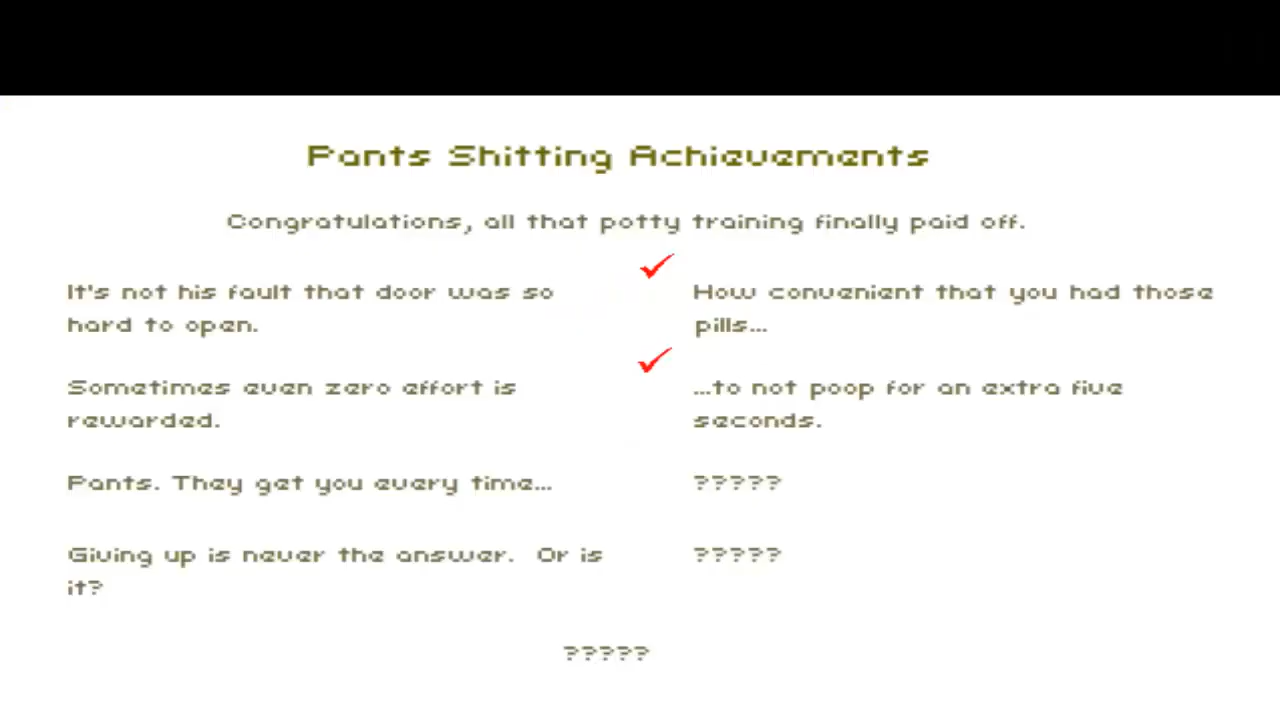 Pants Shitting Achievements
Congratulations, all that potty training finally paid off.
It's not his fault that door was so
hard to open.
How convenient that you had those
pills...
Sometimes even zero effort is
rewarded.
...to not poop for an extra five
seconds.
Pants. They get you every time...
?????
Giving up is never the answer.  Or is
it?
?????
?????